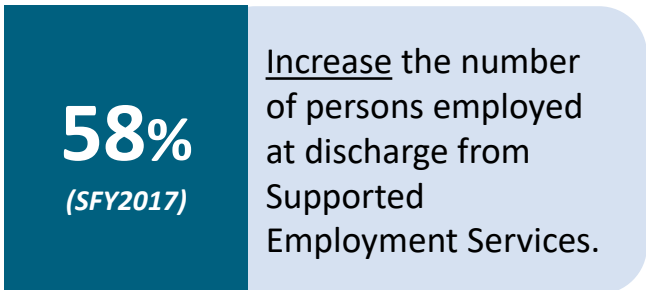 58%
(SFY2017)
Increase the number
of persons employed
at discharge from
Supported
Employment Services.